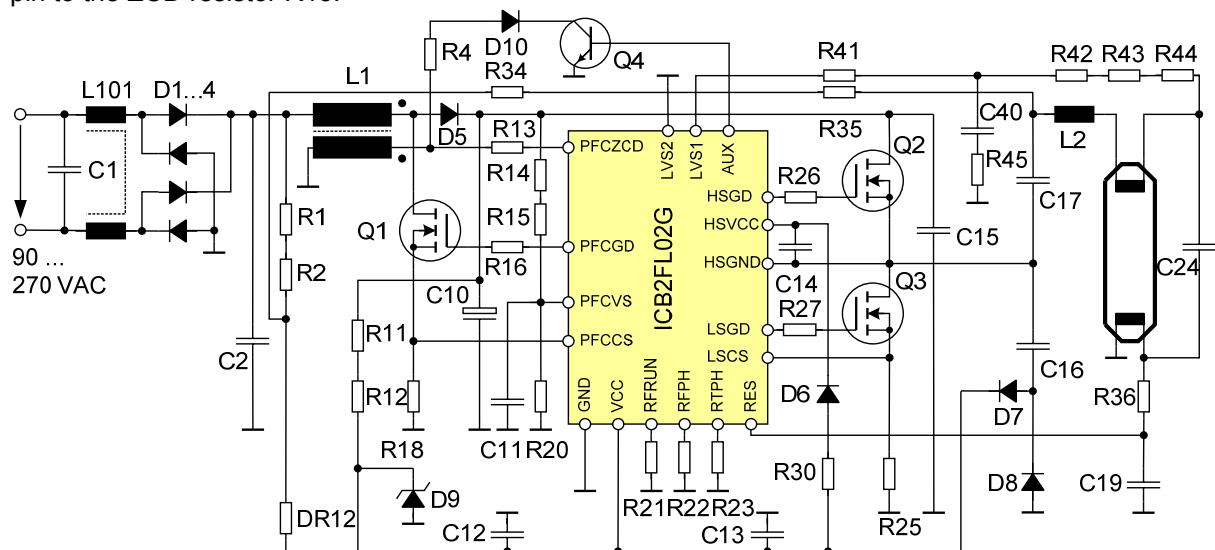 D10
Q4
R4
R41
R42 R43 R44
R34
L101 D1...4
L1
C40
D5
R13
R35
Q2
L2
C1
PFCZCD
LVS2
LVS1
AUX
R14
R45
R26
HSGD
C17
R1
R15
Q1
HSVCC
C15
PFCGD
R16
HSGND
C24
90 ...
270 VAC
R2
ICB2FL02G
C14
Q3
C10
R27
PFCVS
LSGD
R11
PFCCS
LSCS
C2
C16
D6
R12
GND
VCC
RFRUN
RFPH
RTPH
RES
D7
R36
R18
C11 R20
R30
D8
C19
D9
R21 R22 R23
DR12
R25
C12
C13